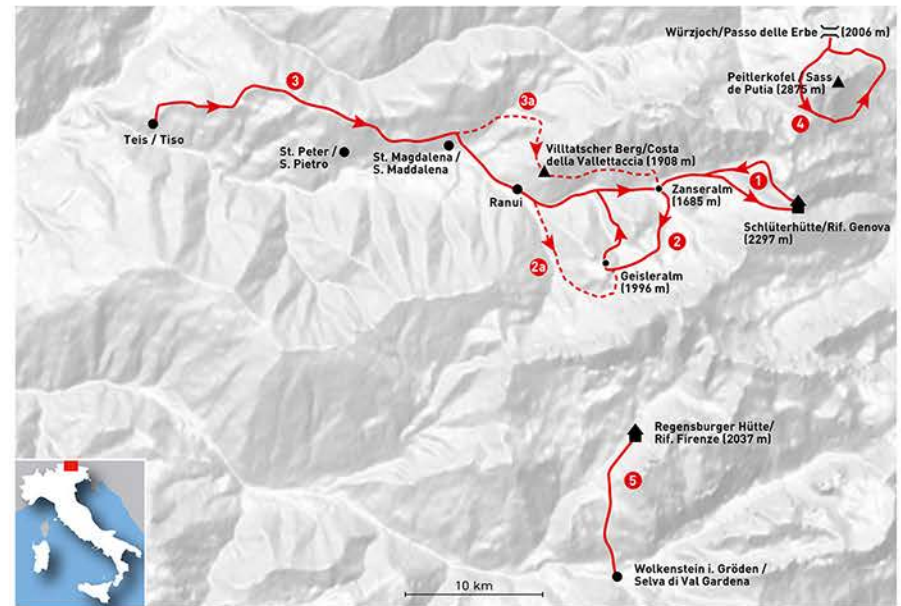 Würzjoch/Passo delle Erbe (2006 m)
Peitlerkofel / Sass
de Putia (2875 m)
4
3
3a
Teis / Tiso
St. Peter /
S. Pietro
St. Magdalena /
S. Maddalena
Villtatscher Berg/Costa
della Vallettaccia (1908 m)
Ranui
Zanseralm
(1685 m)
1
Schlüterhütte/Rif. Genova
(2297 m)
2
2a
Geisleralm
(1996 m)
Regensburger Hütte/
Rif. Firenze (2037 m)
5
Wolkenstein i. Gröden /
Selva di Val Gardena
10 km